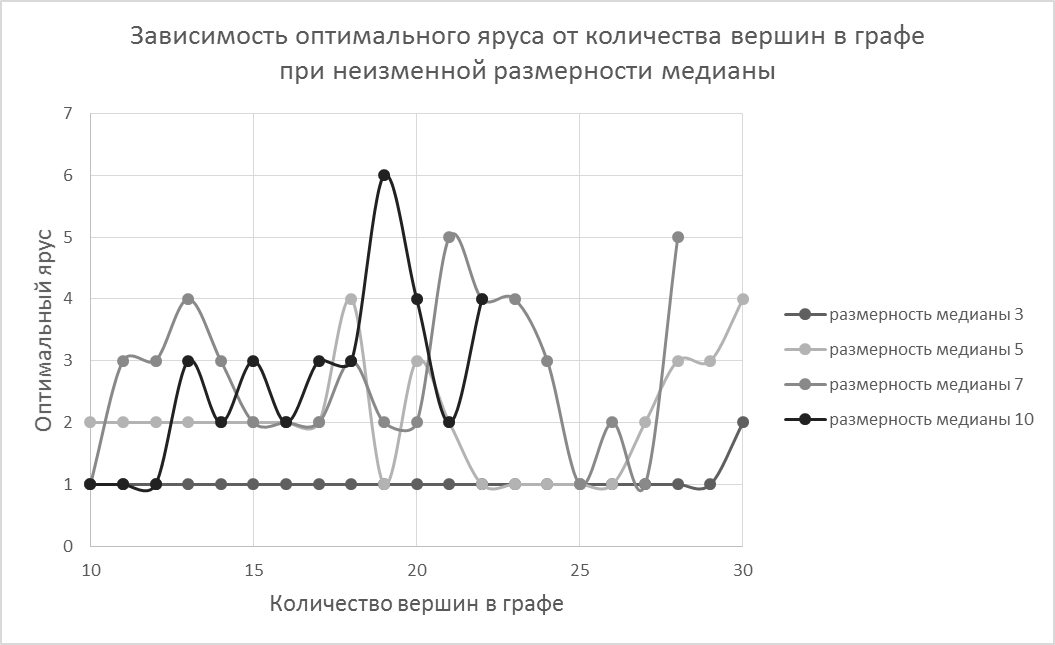 Зависимость оптимального яруса от количества вершин в графе
при неизменной размерности медианы
7
6
5
4
3
2
1
0
Оптимальный ярус
10
15
20
25
30
Количество вершин в графе
размерность медианы 3
размерность медианы 5
размерность медианы 7
размерность медианы 10